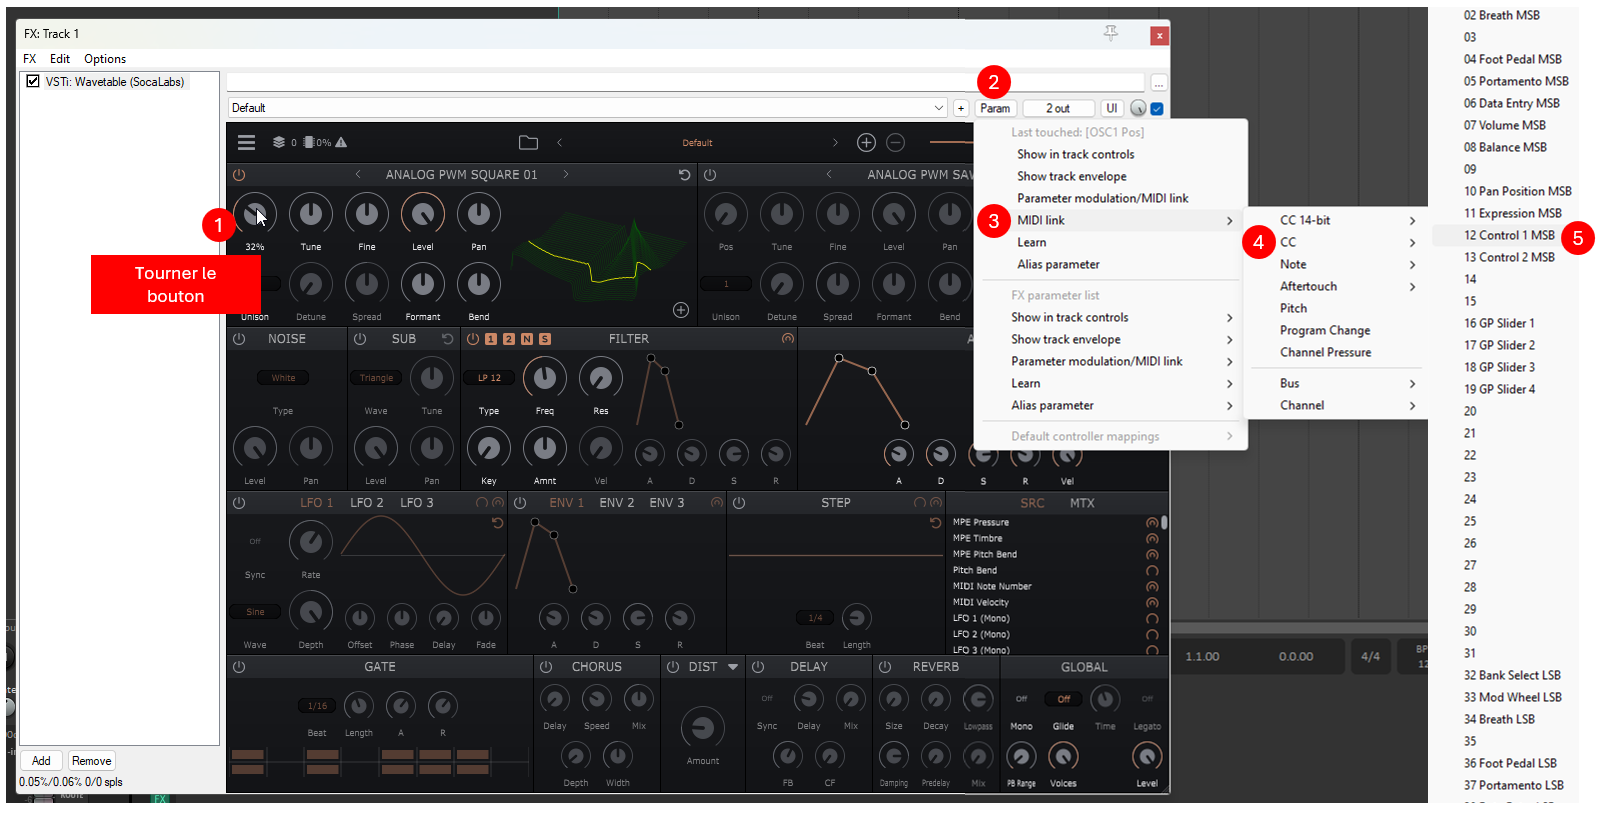 FX: Track 1
x
FX Edit Options
VSTi: Wavetable (SocaLabs)
...
Default
+
Param
2 out
UI
2
0 0%
Default
ANALOG PWM SQUARE 01
ANALOG PWM SAW
32% Tune Fine Level Pan
Pos Tune Fine Level Pan
1
Tourner le
bouton
1
Unison Detune Spread Formant Bend
Unison Detune Spread Formant Bend
NOISE
White
Type
Level Pan
SUB
Triangle
Wave Tune
Level Pan
1 2 N S FILTER
LP 12
Type Freq Res
Key Amnt Vel
A D S R
A
A D S R Vel
LFO 1 LFO 2 LFO 3
Off
Sync Rate
Sine
Wave Depth Offset Phase Delay Fade
ENV 1 ENV 2 ENV 3
A D S R
STEP
1/4
Beat Length
SRC MTX
MPE Pressure
MPE Timbre
MPE Pitch Bend
Pitch Bend
MIDI Note Number
MIDI Velocity
LFO 1 (Mono)
LFO 2 (Mono)
LFO 3 (Mono)
GATE
1/16
Beat Length A R
CHORUS
Delay Speed Mix
Depth Width
DIST
Amount
DELAY
Off
Sync Delay Mix
FB CF
REVERB
Size Decay Lowpass
Damping Predelay Mix
GLOBAL
Off Off Off
Mono Glide Time Legato
PB Range Voices Level
Add Remove
0.05%/0.06% 0/0 spls
ROUTE
FX
Last touched: [OSC1 Pos]
Show in track controls
Show track envelope
Parameter modulation/MIDI link
3
MIDI link
Learn
Alias parameter
FX parameter list
Show in track controls
Show track envelope
Parameter modulation/MIDI link
Learn
Alias parameter
Default controller mappings
CC 14-bit
4
CC
Note
Aftertouch
Pitch
Program Change
Channel Pressure
Bus
Channel
02 Breath MSB
03
04 Foot Pedal MSB
05 Portamento MSB
06 Data Entry MSB
07 Volume MSB
08 Balance MSB
09
10 Pan Position MSB
11 Expression MSB
12 Control 1 MSB
5
13 Control 2 MSB
14
15
16 GP Slider 1
17 GP Slider 2
18 GP Slider 3
19 GP Slider 4
20
21
22
23
24
25
26
27
28
29
30
31
32 Bank Select LSB
33 Mod Wheel LSB
34 Breath LSB
35
36 Foot Pedal LSB
37 Portamento LSB
1.1.00
0.0.00
4/4
BP
12